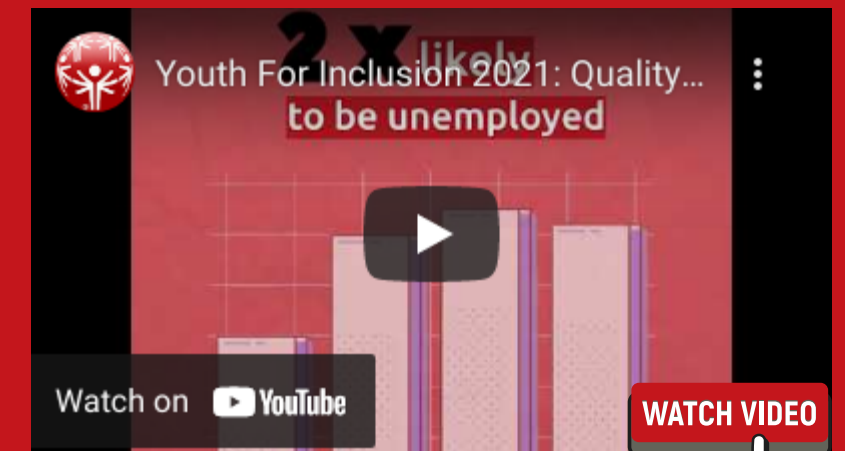 2 x likely
Youth For Inclusion 2021: Quality...
to be unemployed
Watch on YouTube
WATCH VIDEO